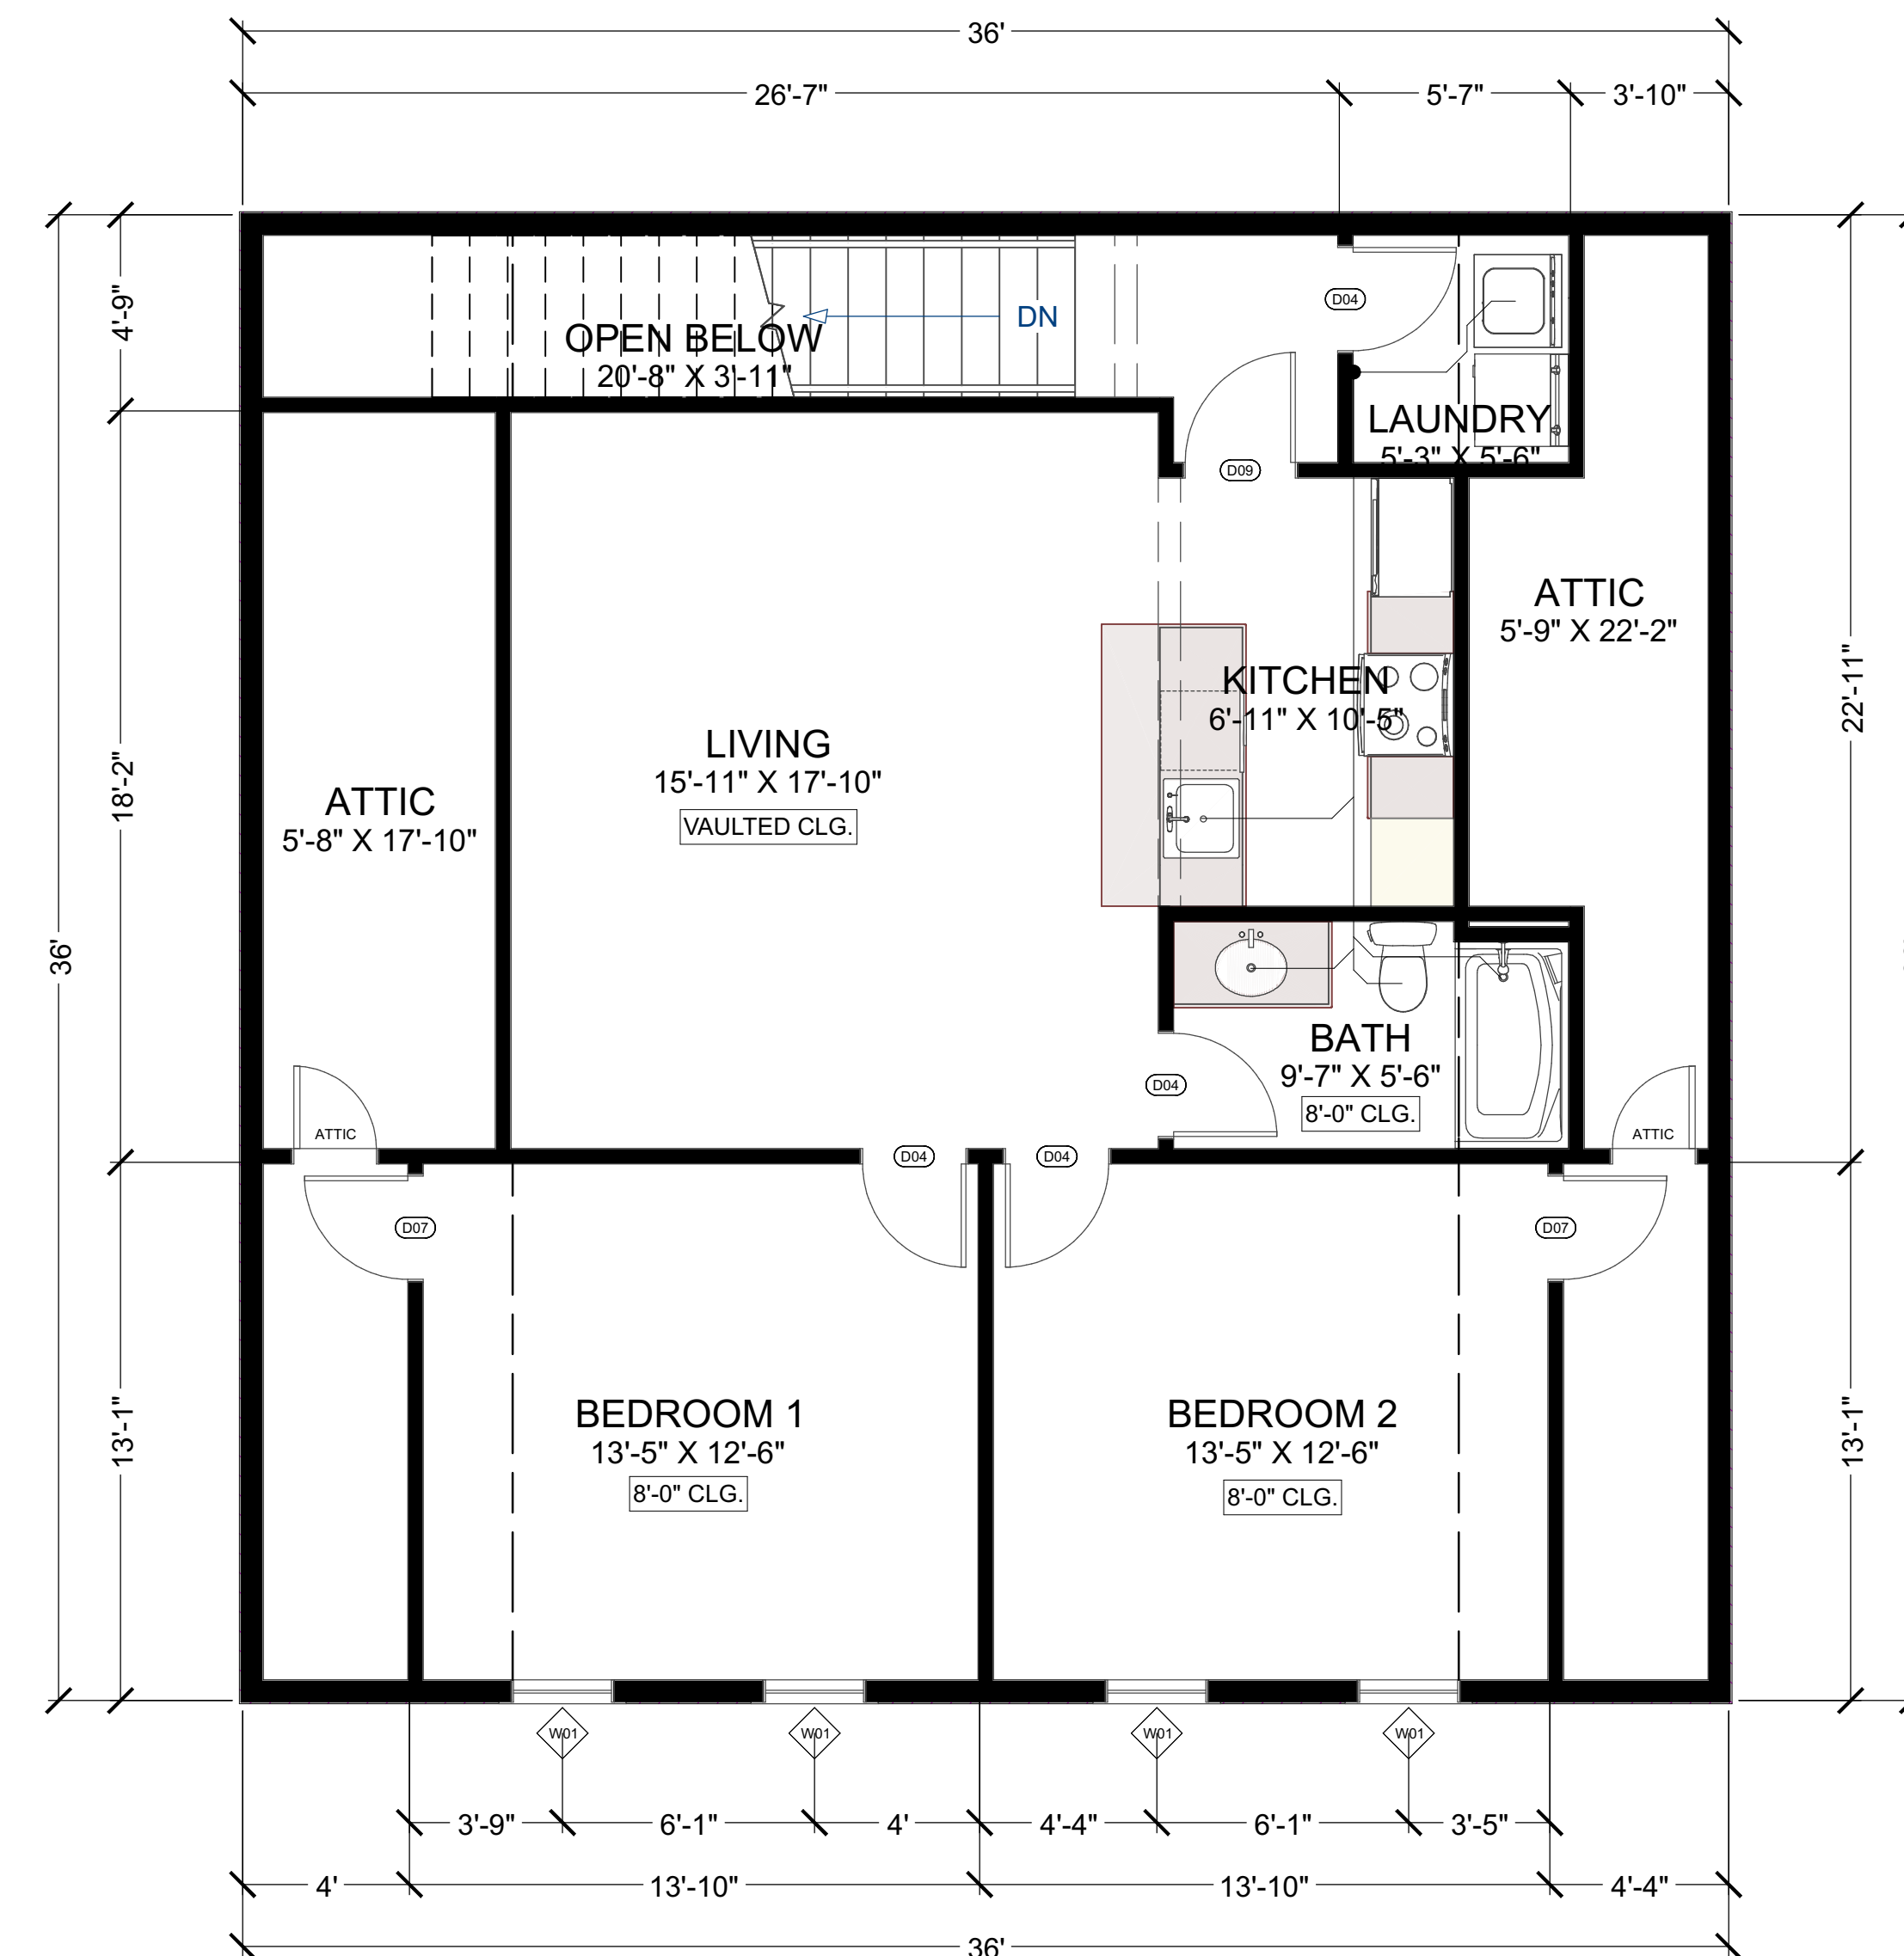 36'
26'-7"
5'-7"
3'-10"
4'-9"
DN
D04
OPEN BELOW
20'-8" X 3'-11"
LAUNDRY
5'-3" X 5'-6"
D09
ATTIC
5'-9" X 22'-2"
KITCHEN
6'-11" X 10'-5"
22'-11"
LIVING
15'-11" X 17'-10"
VAULTED CLG.
18'-2"
ATTIC
5'-8" X 17'-10"
36'
BATH
9'-7" X 5'-6"
8'-0" CLG.
D04
ATTIC
D04
D04
ATTIC
D07
D07
13'-1"
BEDROOM 1
13'-5" X 12'-6"
8'-0" CLG.
BEDROOM 2
13'-5" X 12'-6"
8'-0" CLG.
13'-1"
W01
W01
W01
W01
3'-9"
6'-1"
4'
4'-4"
6'-1"
3'-5"
4'
13'-10"
13'-10"
4'-4"
36'